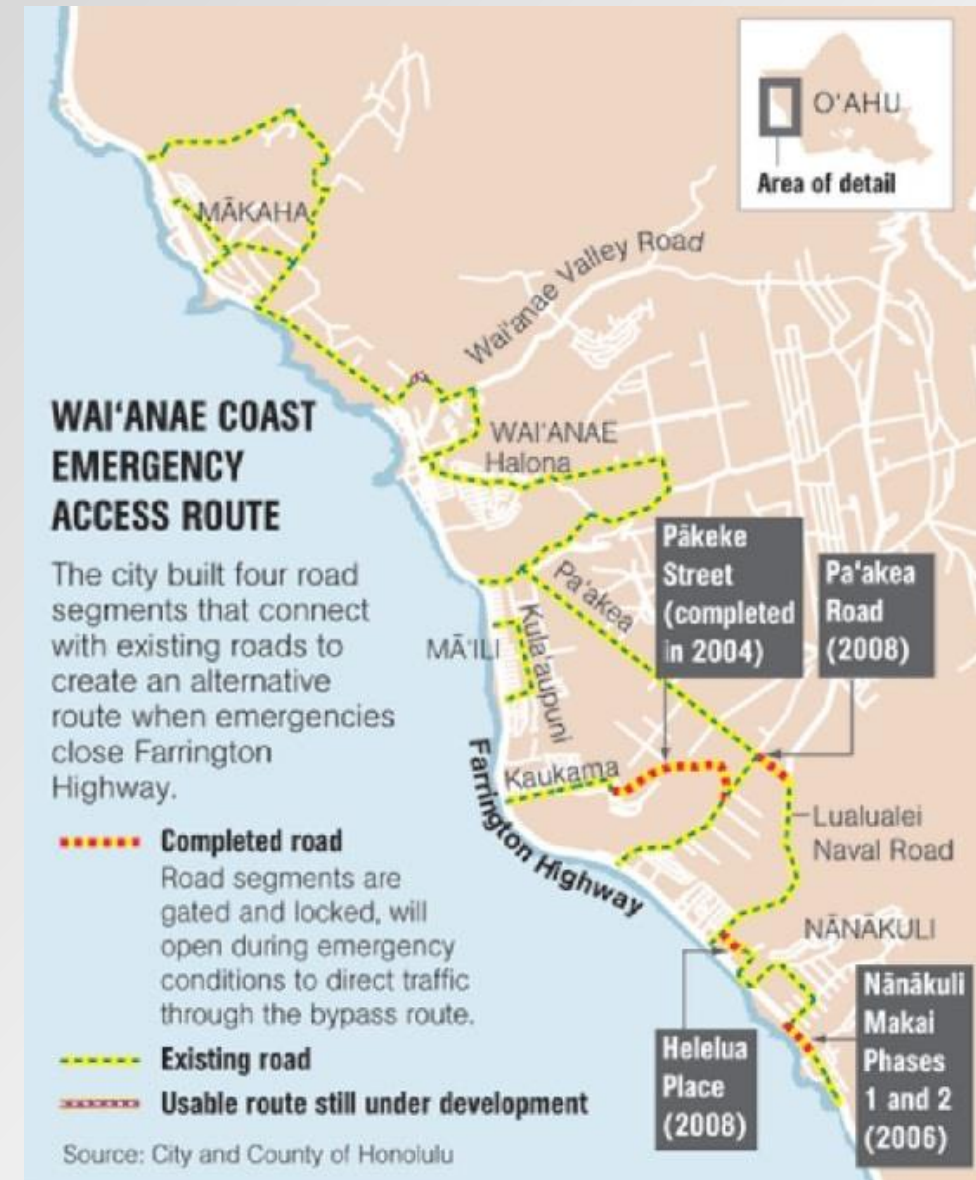 O'AHU
Area of detail
MĀKAHA
Wai'anae Valley Road
WAI'ANAE COAST
EMERGENCY
ACCESS ROUTE
The city built four road
segments that connect
with existing roads to
create an alternative
route when emergencies
close Farrington
Highway.
WAI'ANAE
Halona
Pākeke
Street
(completed
in 2004)
Pa'akea
Road
(2008)
Pa'akea
MĀ'ILI
Kula'aupuni
Kaukama
Farrington Highway
Lualualei
Naval Road
NĀNĀKULI
Completed road
Road segments are
gated and locked, will
open during emergency
conditions to direct traffic
through the bypass route.
Existing road
Usable route still under development
Helelua
Place
(2008)
Nānākuli
Makai
Phases
1 and 2
(2006)
Source: City and County of Honolulu